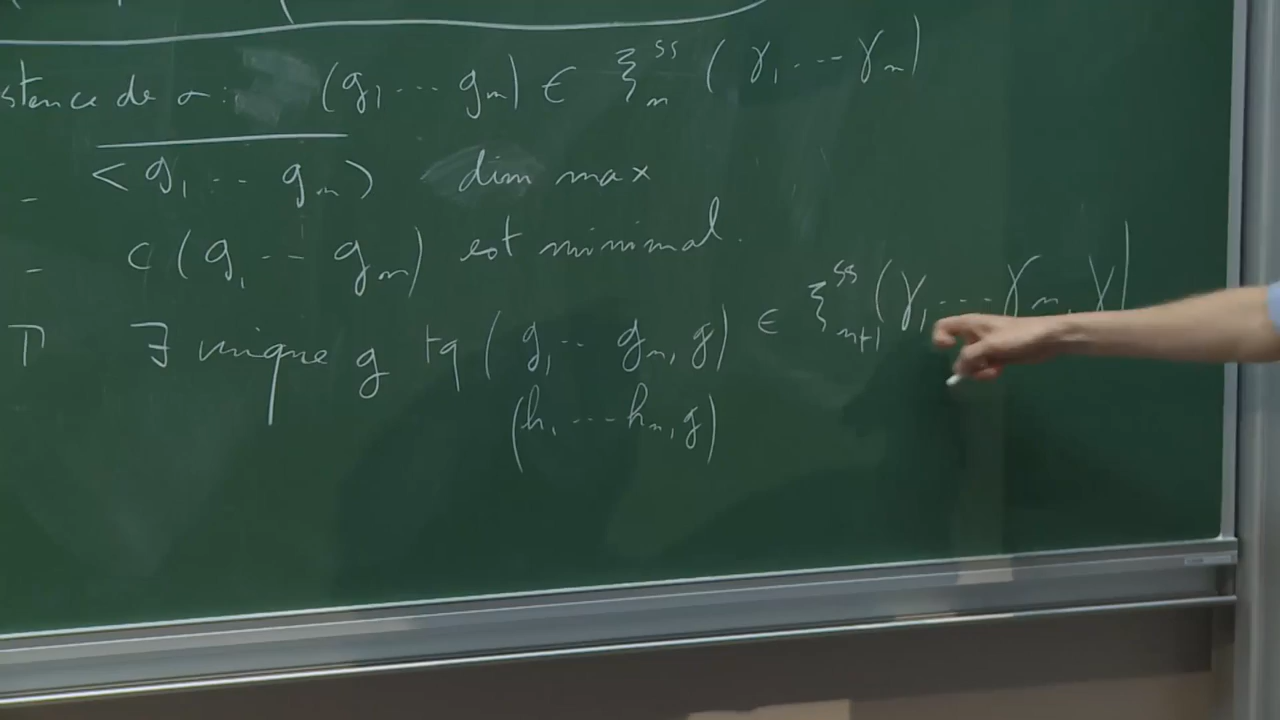 stence de σ : (g₁ ... gₙ) ∈ ξₙˢˢ (γ₁ ... γₙ)
- <g₁ ... gₙ> dim max
- C (g₁ ... gₙ) est minimal.
∃ unique g tq (g₁ ... gₙ, g) ∈ ξₙ₊₁ˢˢ (γ₁ ... γₙ, γ)
(h₁ ... hₙ, g)